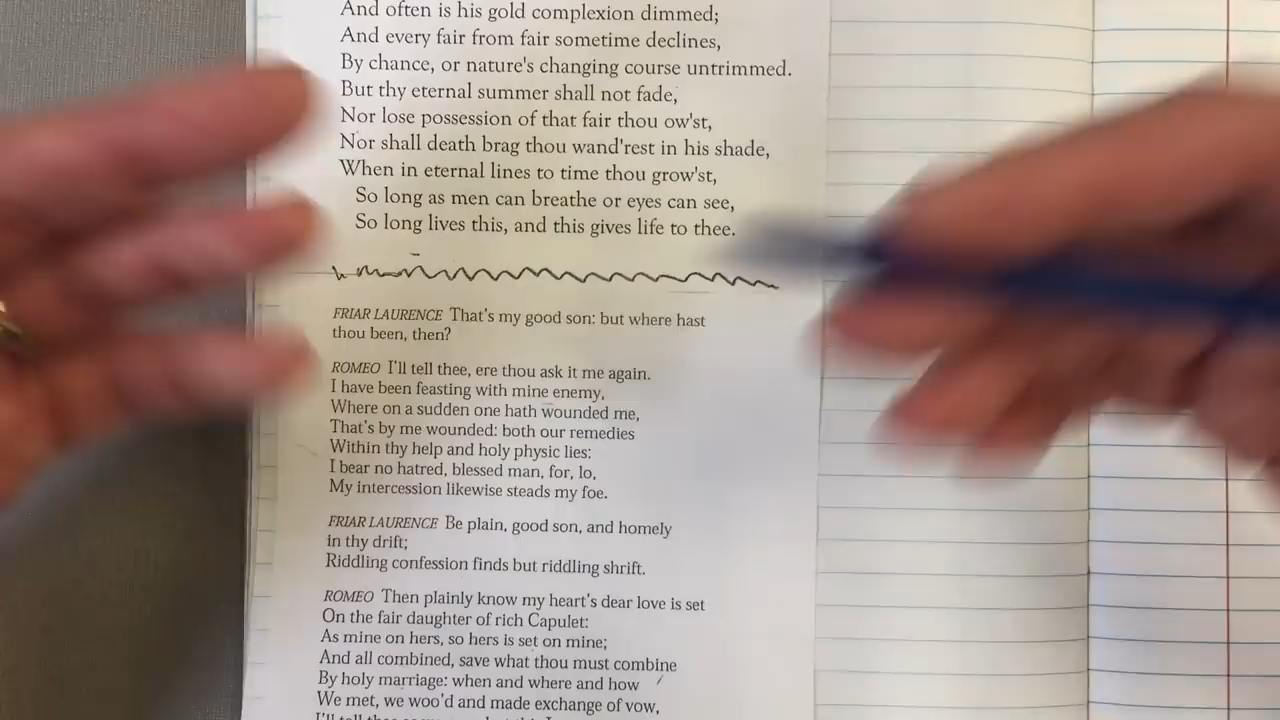 And often is his gold complexion dimmed;
And every fair from fair sometime declines,
By chance, or nature's changing course untrimmed.
But thy eternal summer shall not fade,
Nor lose possession of that fair thou ow'st,
Nor shall death brag thou wand'rest in his shade,
When in eternal lines to time thou grow'st,
So long as men can breathe or eyes can see,
So long lives this, and this gives life to thee.
FRIAR LAURENCE That's my good son: but where hast
thou been, then?
ROMEO I'll tell thee, ere thou ask it me again.
I have been feasting with mine enemy,
Where on a sudden one hath wounded me,
That's by me wounded: both our remedies
Within thy help and holy physic lies:
I bear no hatred, blessed man, for, lo,
My intercession likewise steads my foe.
FRIAR LAURENCE Be plain, good son, and homely
in thy drift;
Riddling confession finds but riddling shrift.
ROMEO Then plainly know my heart's dear love is set
On the fair daughter of rich Capulet:
As mine on hers, so hers is set on mine;
And all combined, save what thou must combine
By holy marriage: when and where and how
We met, we woo'd and made exchange of vow,